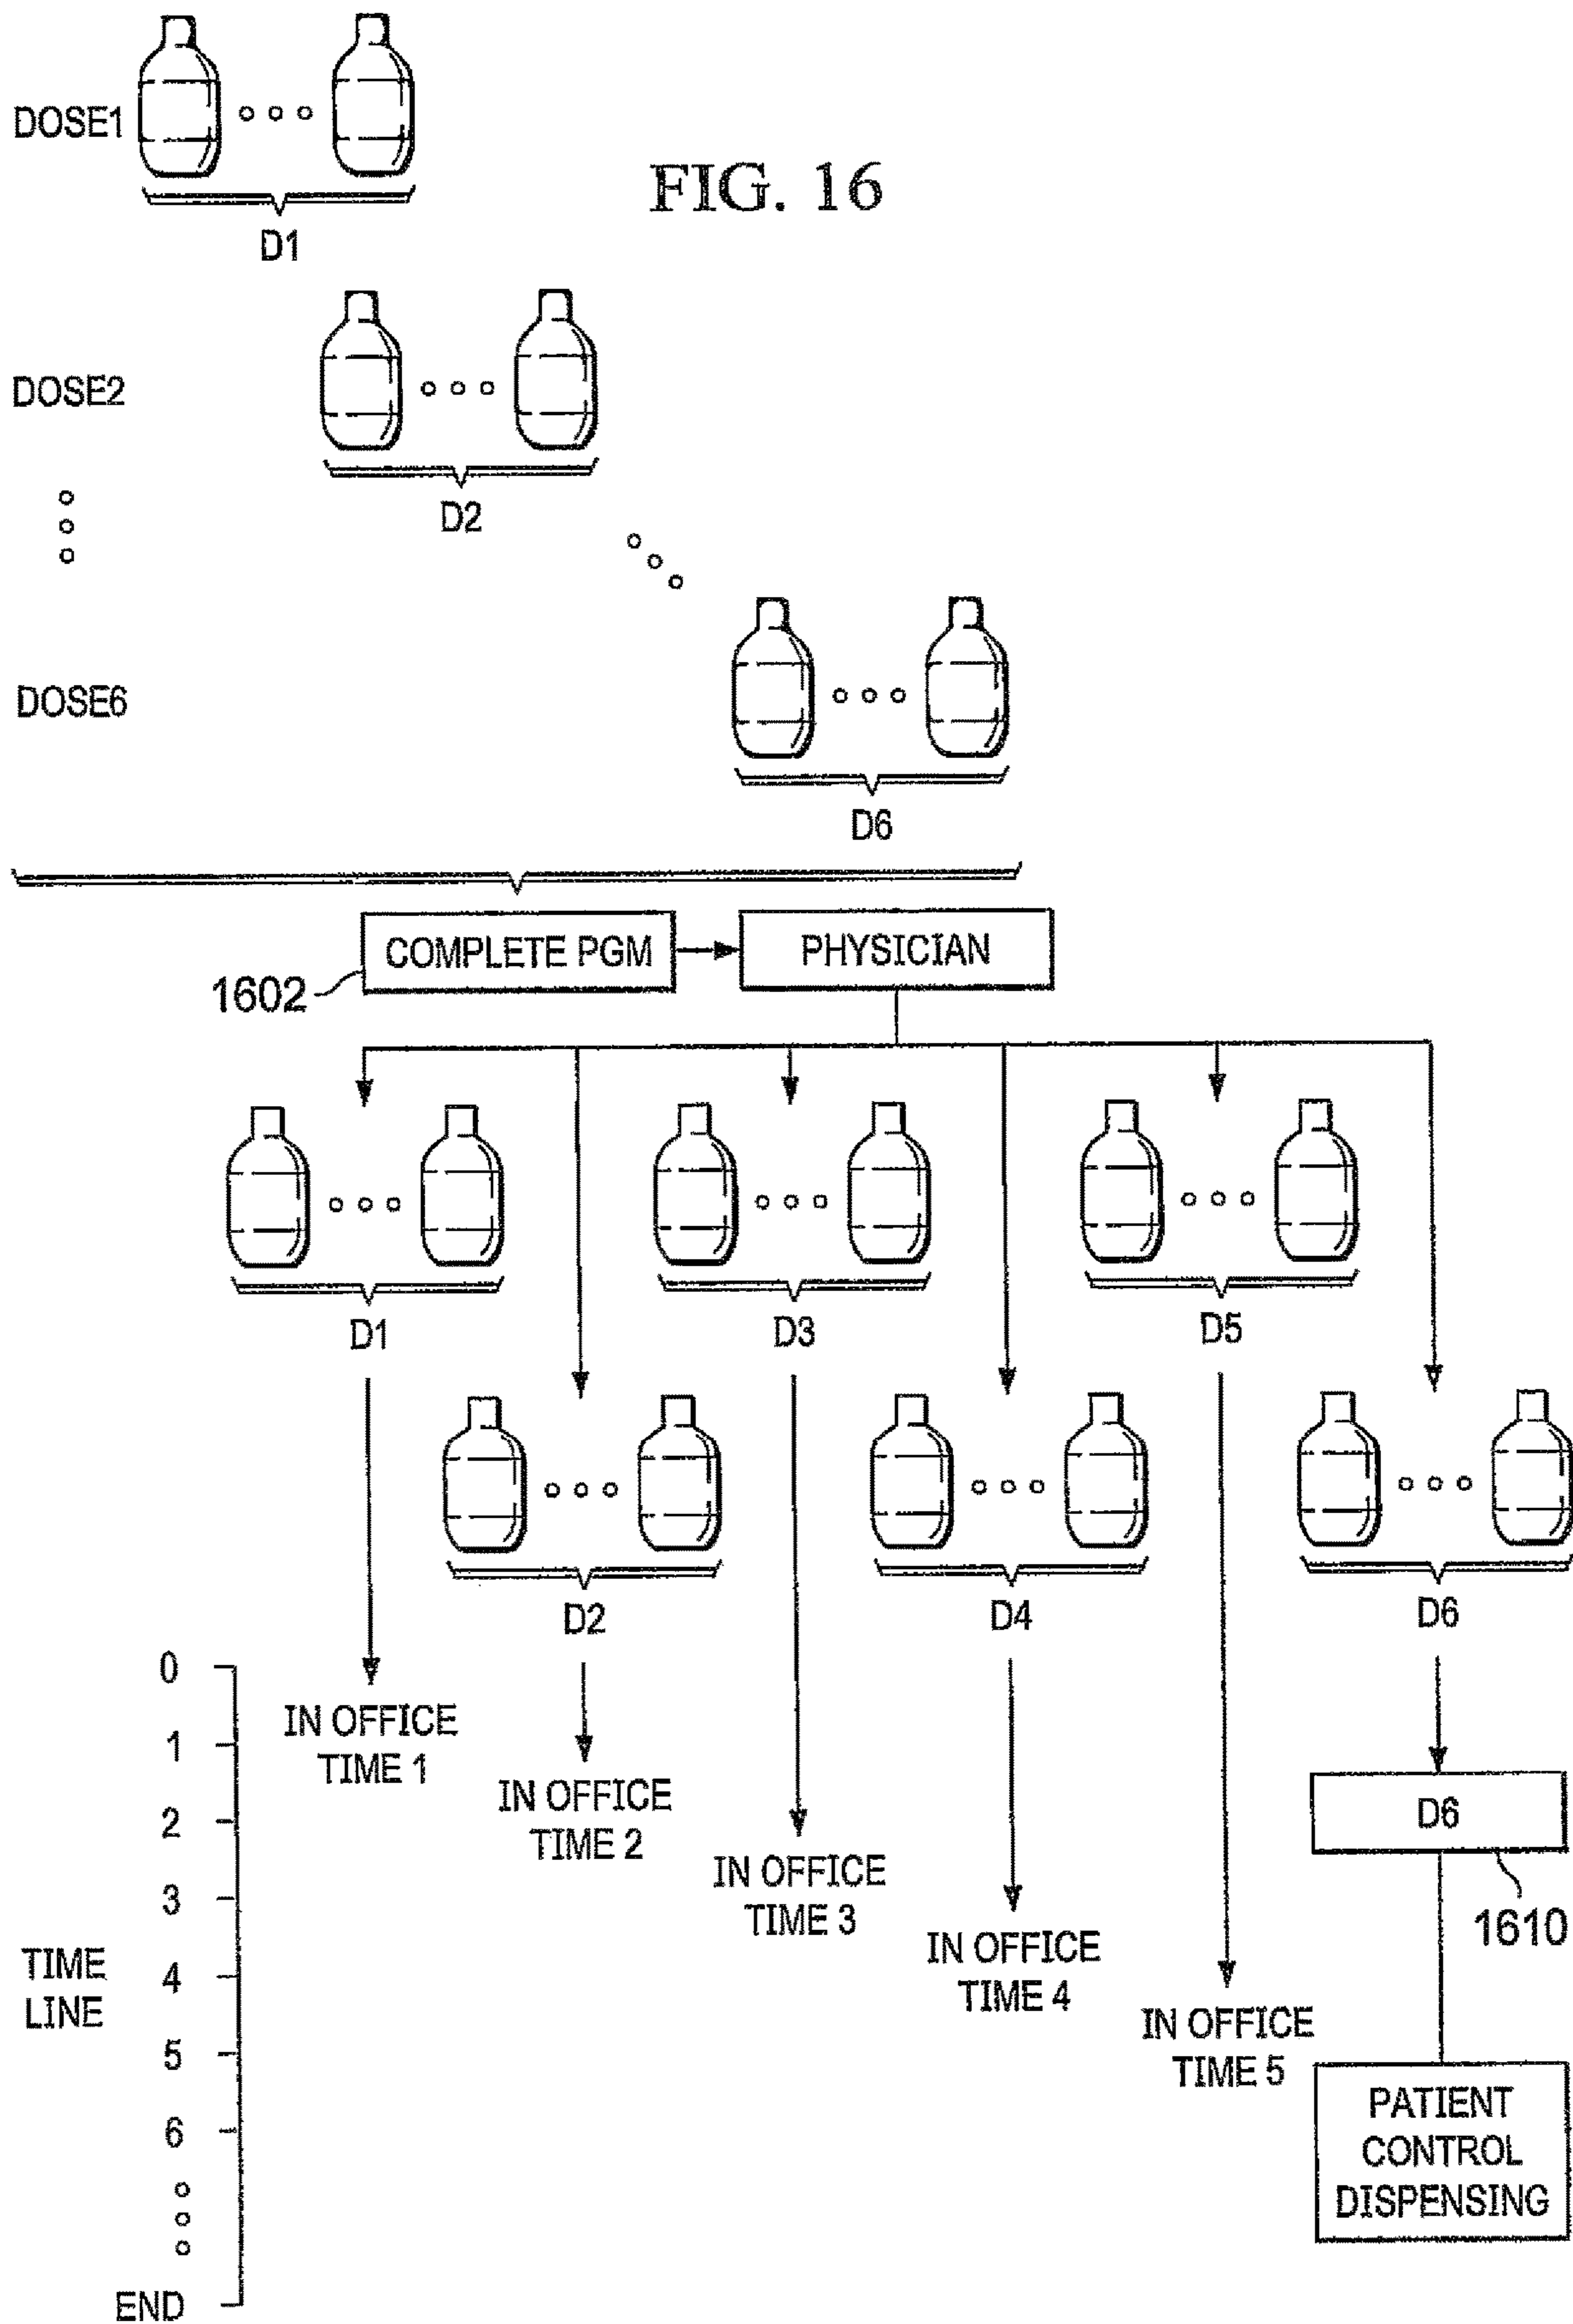 DOSE1
FIG. 16
D1
DOSE2
D2
DOSE6
D6
COMPLETE PGM
PHYSICIAN
1602
D1
D3
D5
D2
D4
D6
0
1
2
3
4
5
6
END
TIME
LINE
IN OFFICE
TIME 1
IN OFFICE
TIME 2
IN OFFICE
TIME 3
IN OFFICE
TIME 4
IN OFFICE
TIME 5
D6
1610
PATIENT
CONTROL
DISPENSING